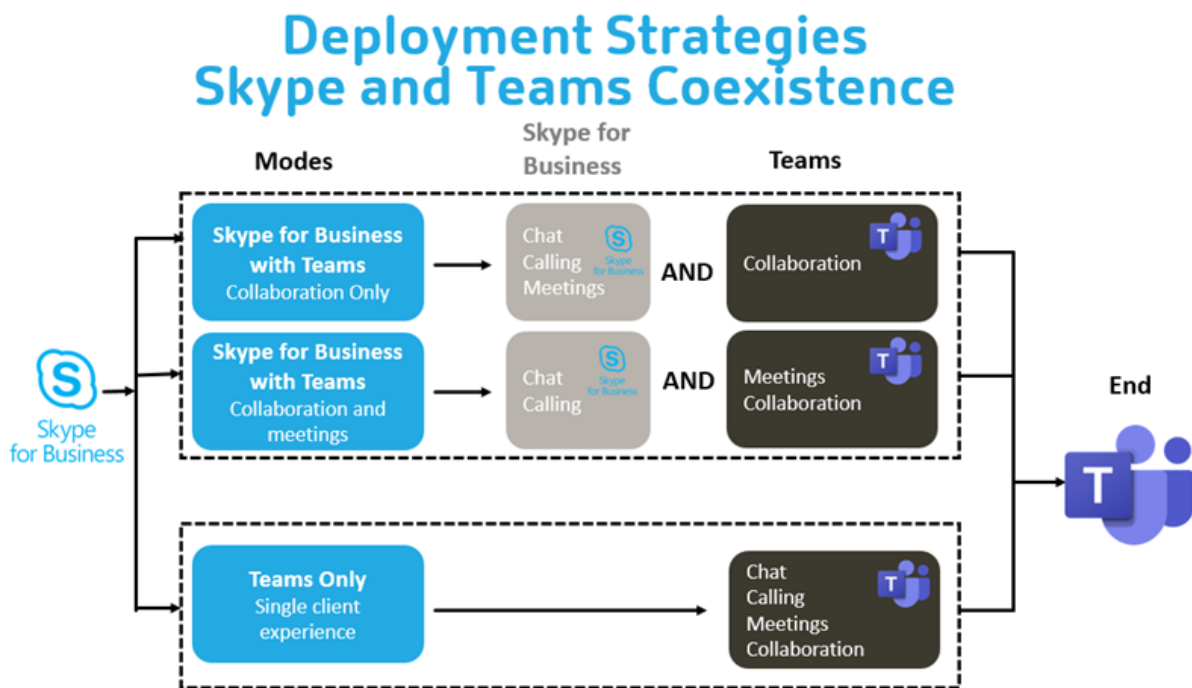 Deployment Strategies
Skype and Teams Coexistence
Modes
Skype for
Business
Teams
Skype for Business
with Teams
Collaboration Only
Chat
Calling
Meetings
S
Skype
for Business
AND
Collaboration
T
Skype for Business
with Teams
Collaboration and
meetings
Chat
Calling
S
Skype
for Business
AND
Meetings
Collaboration
T
S
Skype
for Business
End
T
Teams Only
Single client
experience
Chat
Calling
Meetings
Collaboration
T